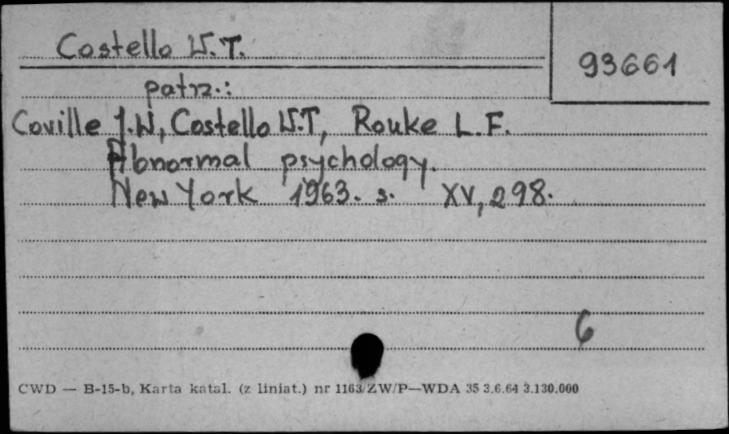 Costello W.T.
93661
patrz.:
Coville J.W, Costello W.T, Rouke L.F.
Abnormal psychology.
New York 1963. s. XV, 298.
6
CWD — B-15-b, Karta katal. (z liniat.) nr 1163/ZW/P—WDA 35 3.6.64 3.130.000